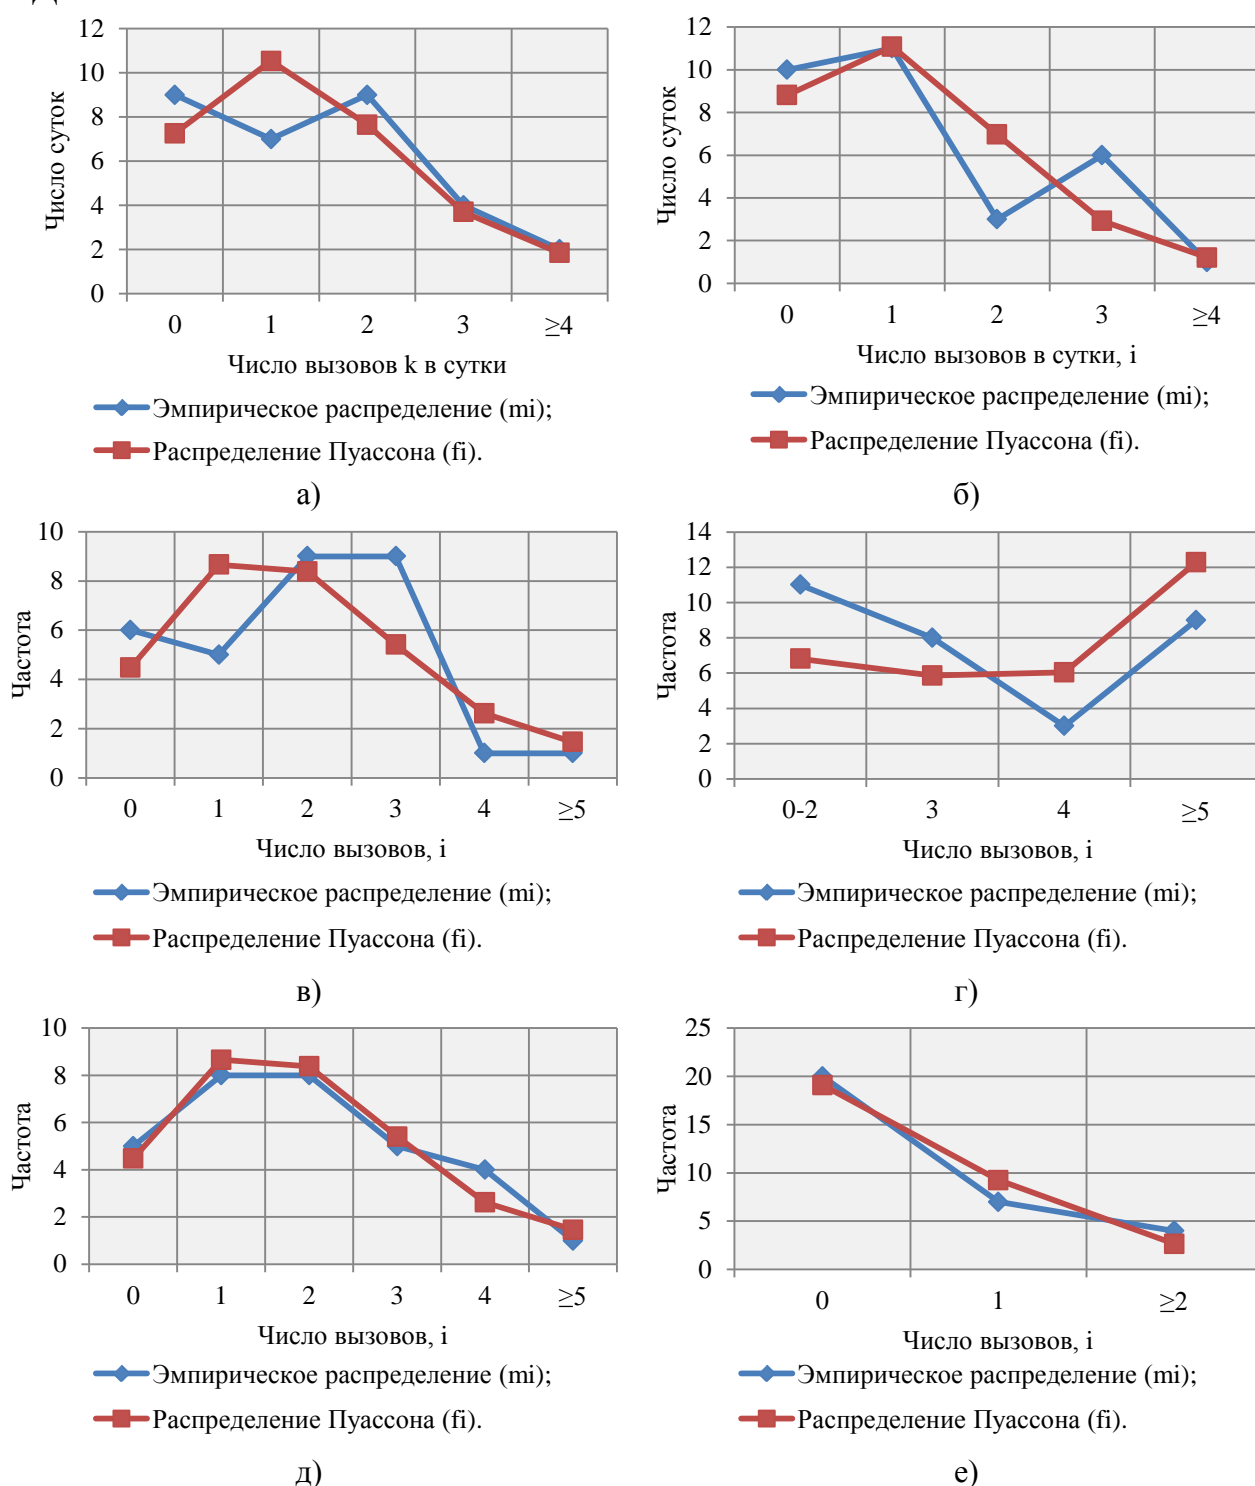 12
10
8
6
4
2
0
Число суток
0 1 2 3 ≥4
Число вызовов k в сутки
Эмпирическое распределение (mi);
Распределение Пуассона (fi).
а)
12
10
8
6
4
2
0
Число суток
0 1 2 3 ≥4
Число вызовов в сутки, i
Эмпирическое распределение (mi);
Распределение Пуассона (fi).
б)
10
8
6
4
2
0
Частота
0 1 2 3 4 ≥5
Число вызовов, i
Эмпирическое распределение (mi);
Распределение Пуассона (fi).
в)
14
12
10
8
6
4
2
0
Частота
0-2 3 4 ≥5
Число вызовов, i
Эмпирическое распределение (mi);
Распределение Пуассона (fi).
г)
10
8
6
4
2
0
Частота
0 1 2 3 4 ≥5
Число вызовов, i
Эмпирическое распределение (mi);
Распределение Пуассона (fi).
д)
25
20
15
10
5
0
Частота
0 1 ≥2
Число вызовов, i
Эмпирическое распределение (mi);
Распределение Пуассона (fi).
е)